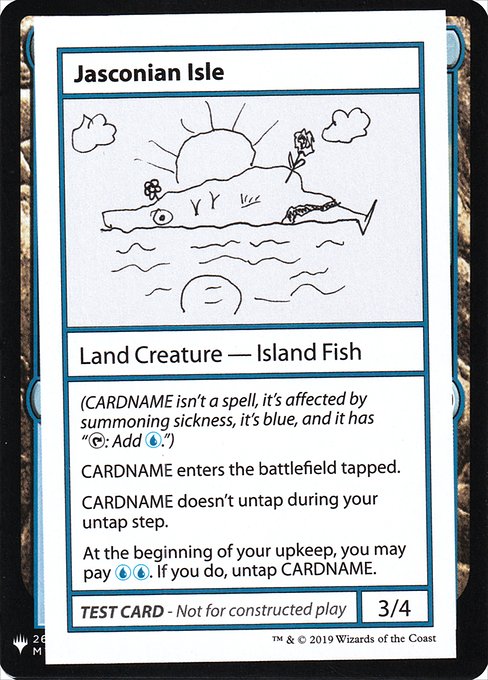 Jasconian Isle
Land Creature — Island Fish
(CARDNAME isn't a spell, it's affected by
summoning sickness, it's blue, and it has
": Add .")
CARDNAME enters the battlefield tapped.
CARDNAME doesn't untap during your
untap step.
At the beginning of your upkeep, you may
pay . If you do, untap CARDNAME.
TEST CARD - Not for constructed play
3/4
™ & © 2019 Wizards of the Coast
26
M